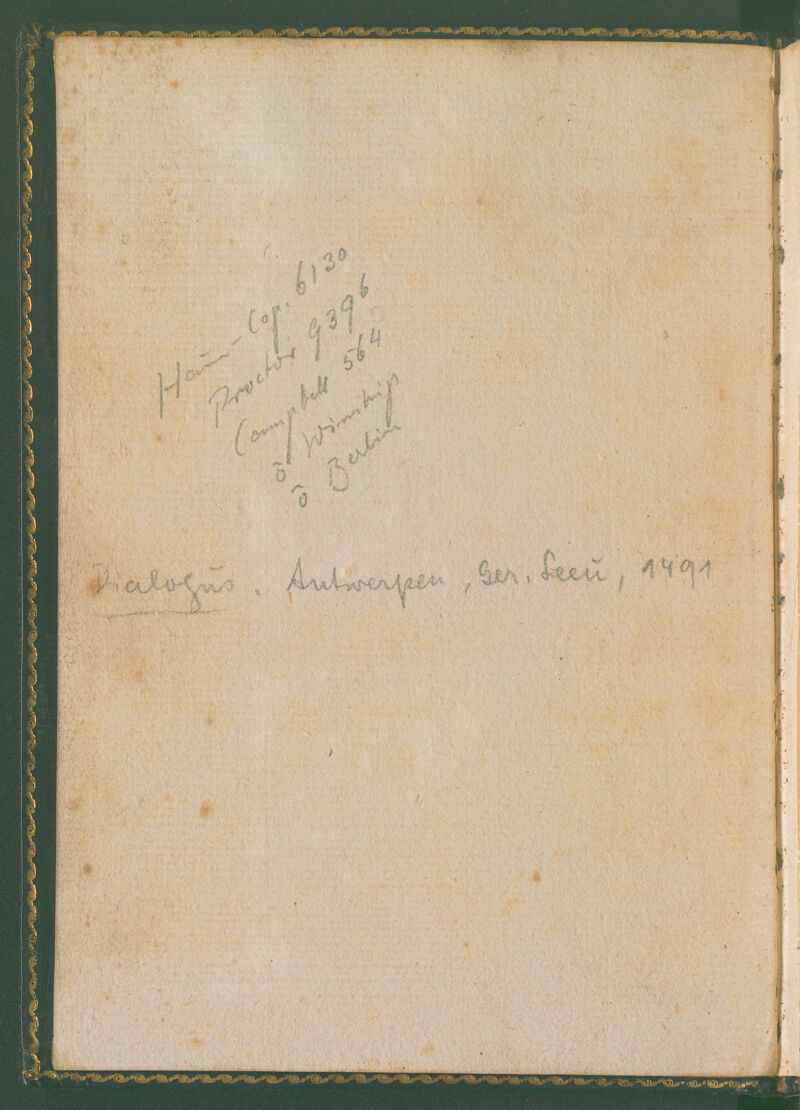 Hain-Cop. 6130
Proctor 9396
Campbell 564
ō Winship
ō Berlin
Dialogus. Antwerpen, Ger. Leeu, 1491